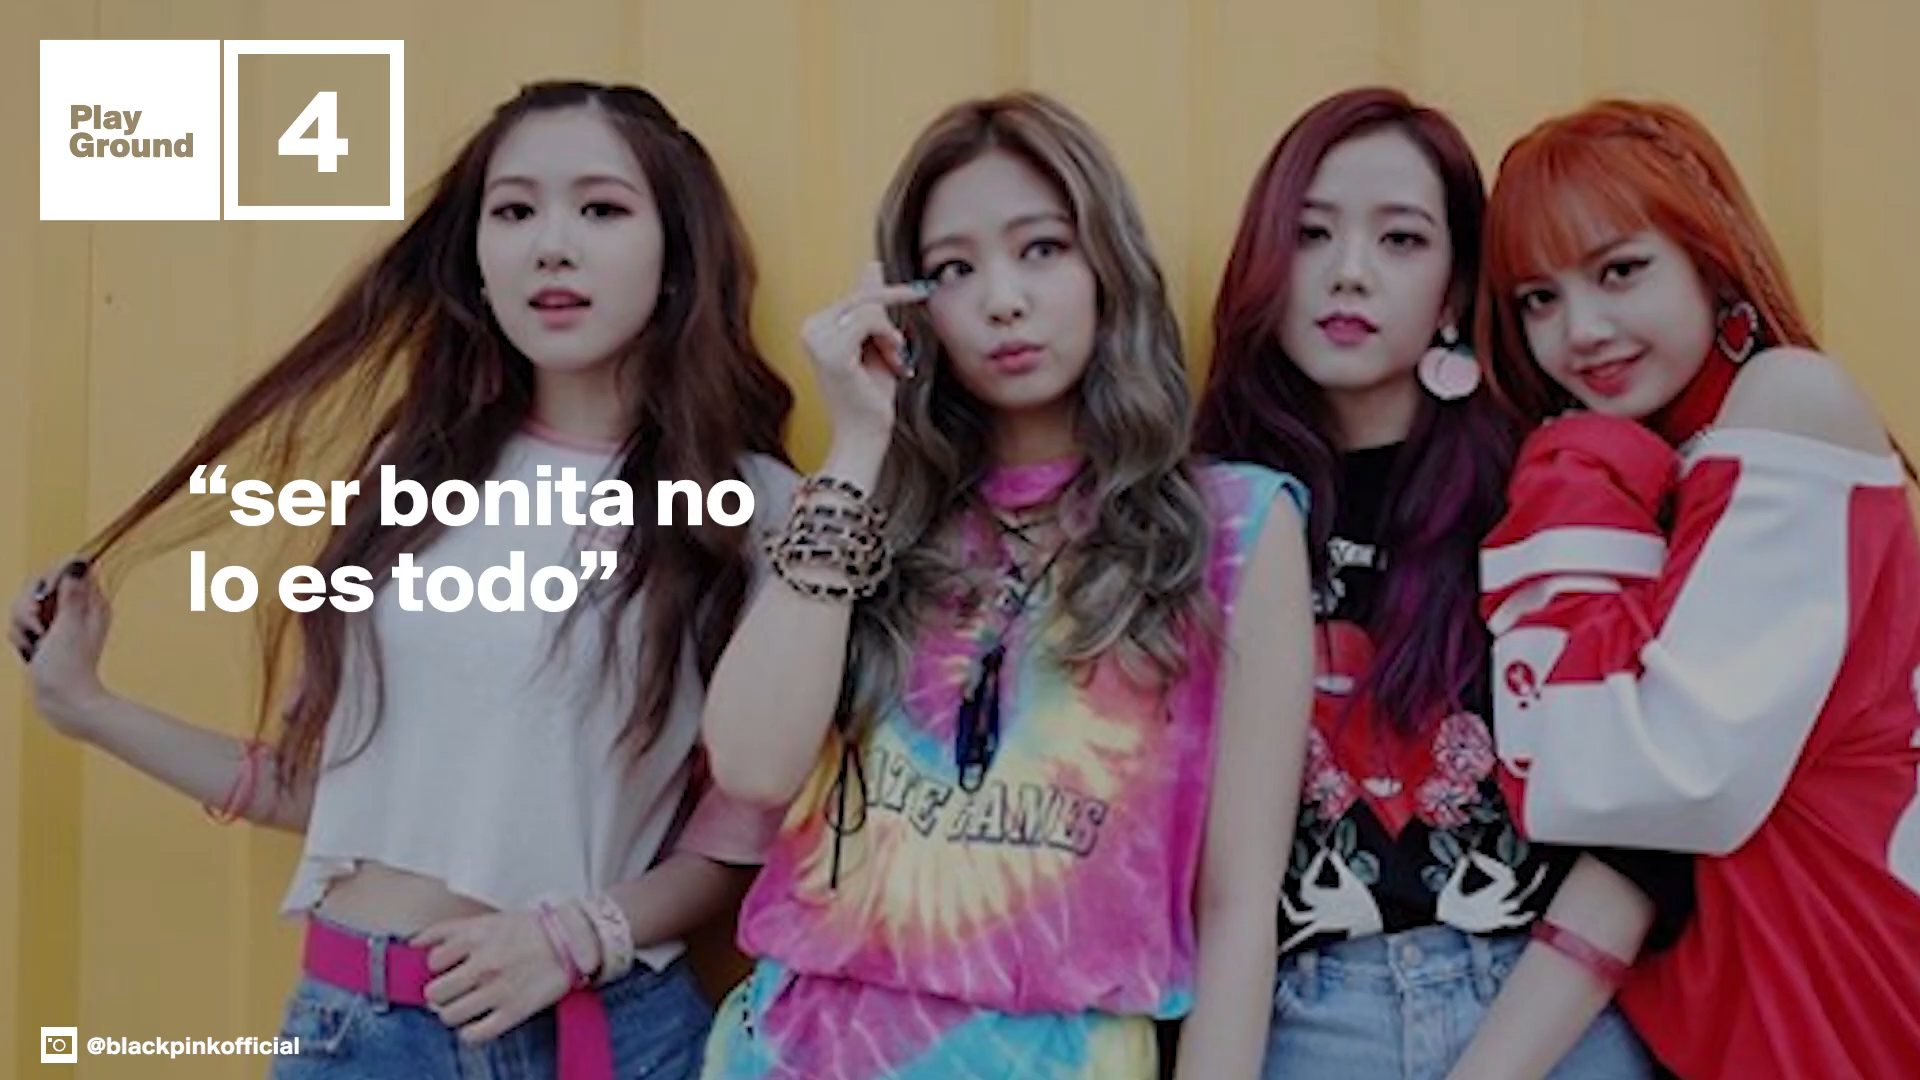 Play
Ground
4
“ser bonita no
lo es todo”
@blackpinkofficial